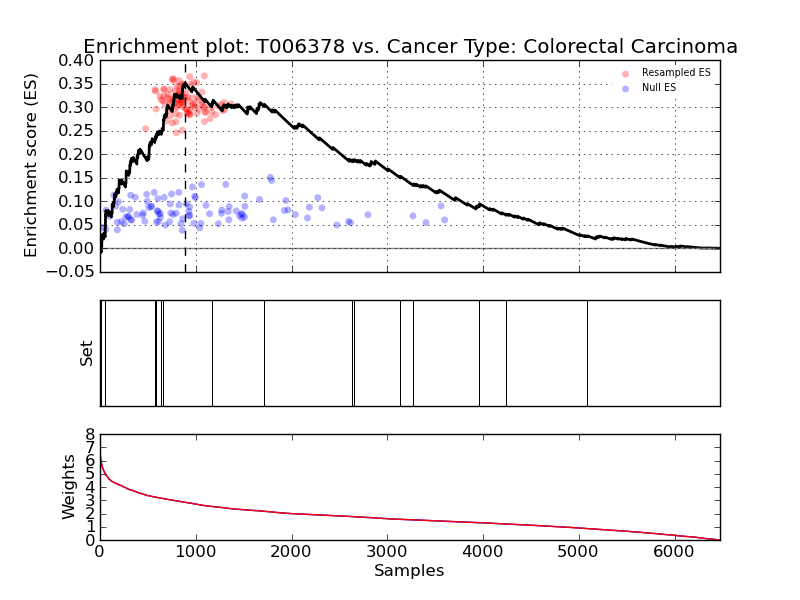 Enrichment plot: T006378 vs. Cancer Type: Colorectal Carcinoma
0.40
0.35
0.30
0.25
0.20
0.15
0.10
0.05
0.00
−0.05
Enrichment score (ES)
Resampled ES
Null ES
Set
8
7
6
5
4
3
2
1
0
Weights
0 1000 2000 3000 4000 5000 6000
Samples